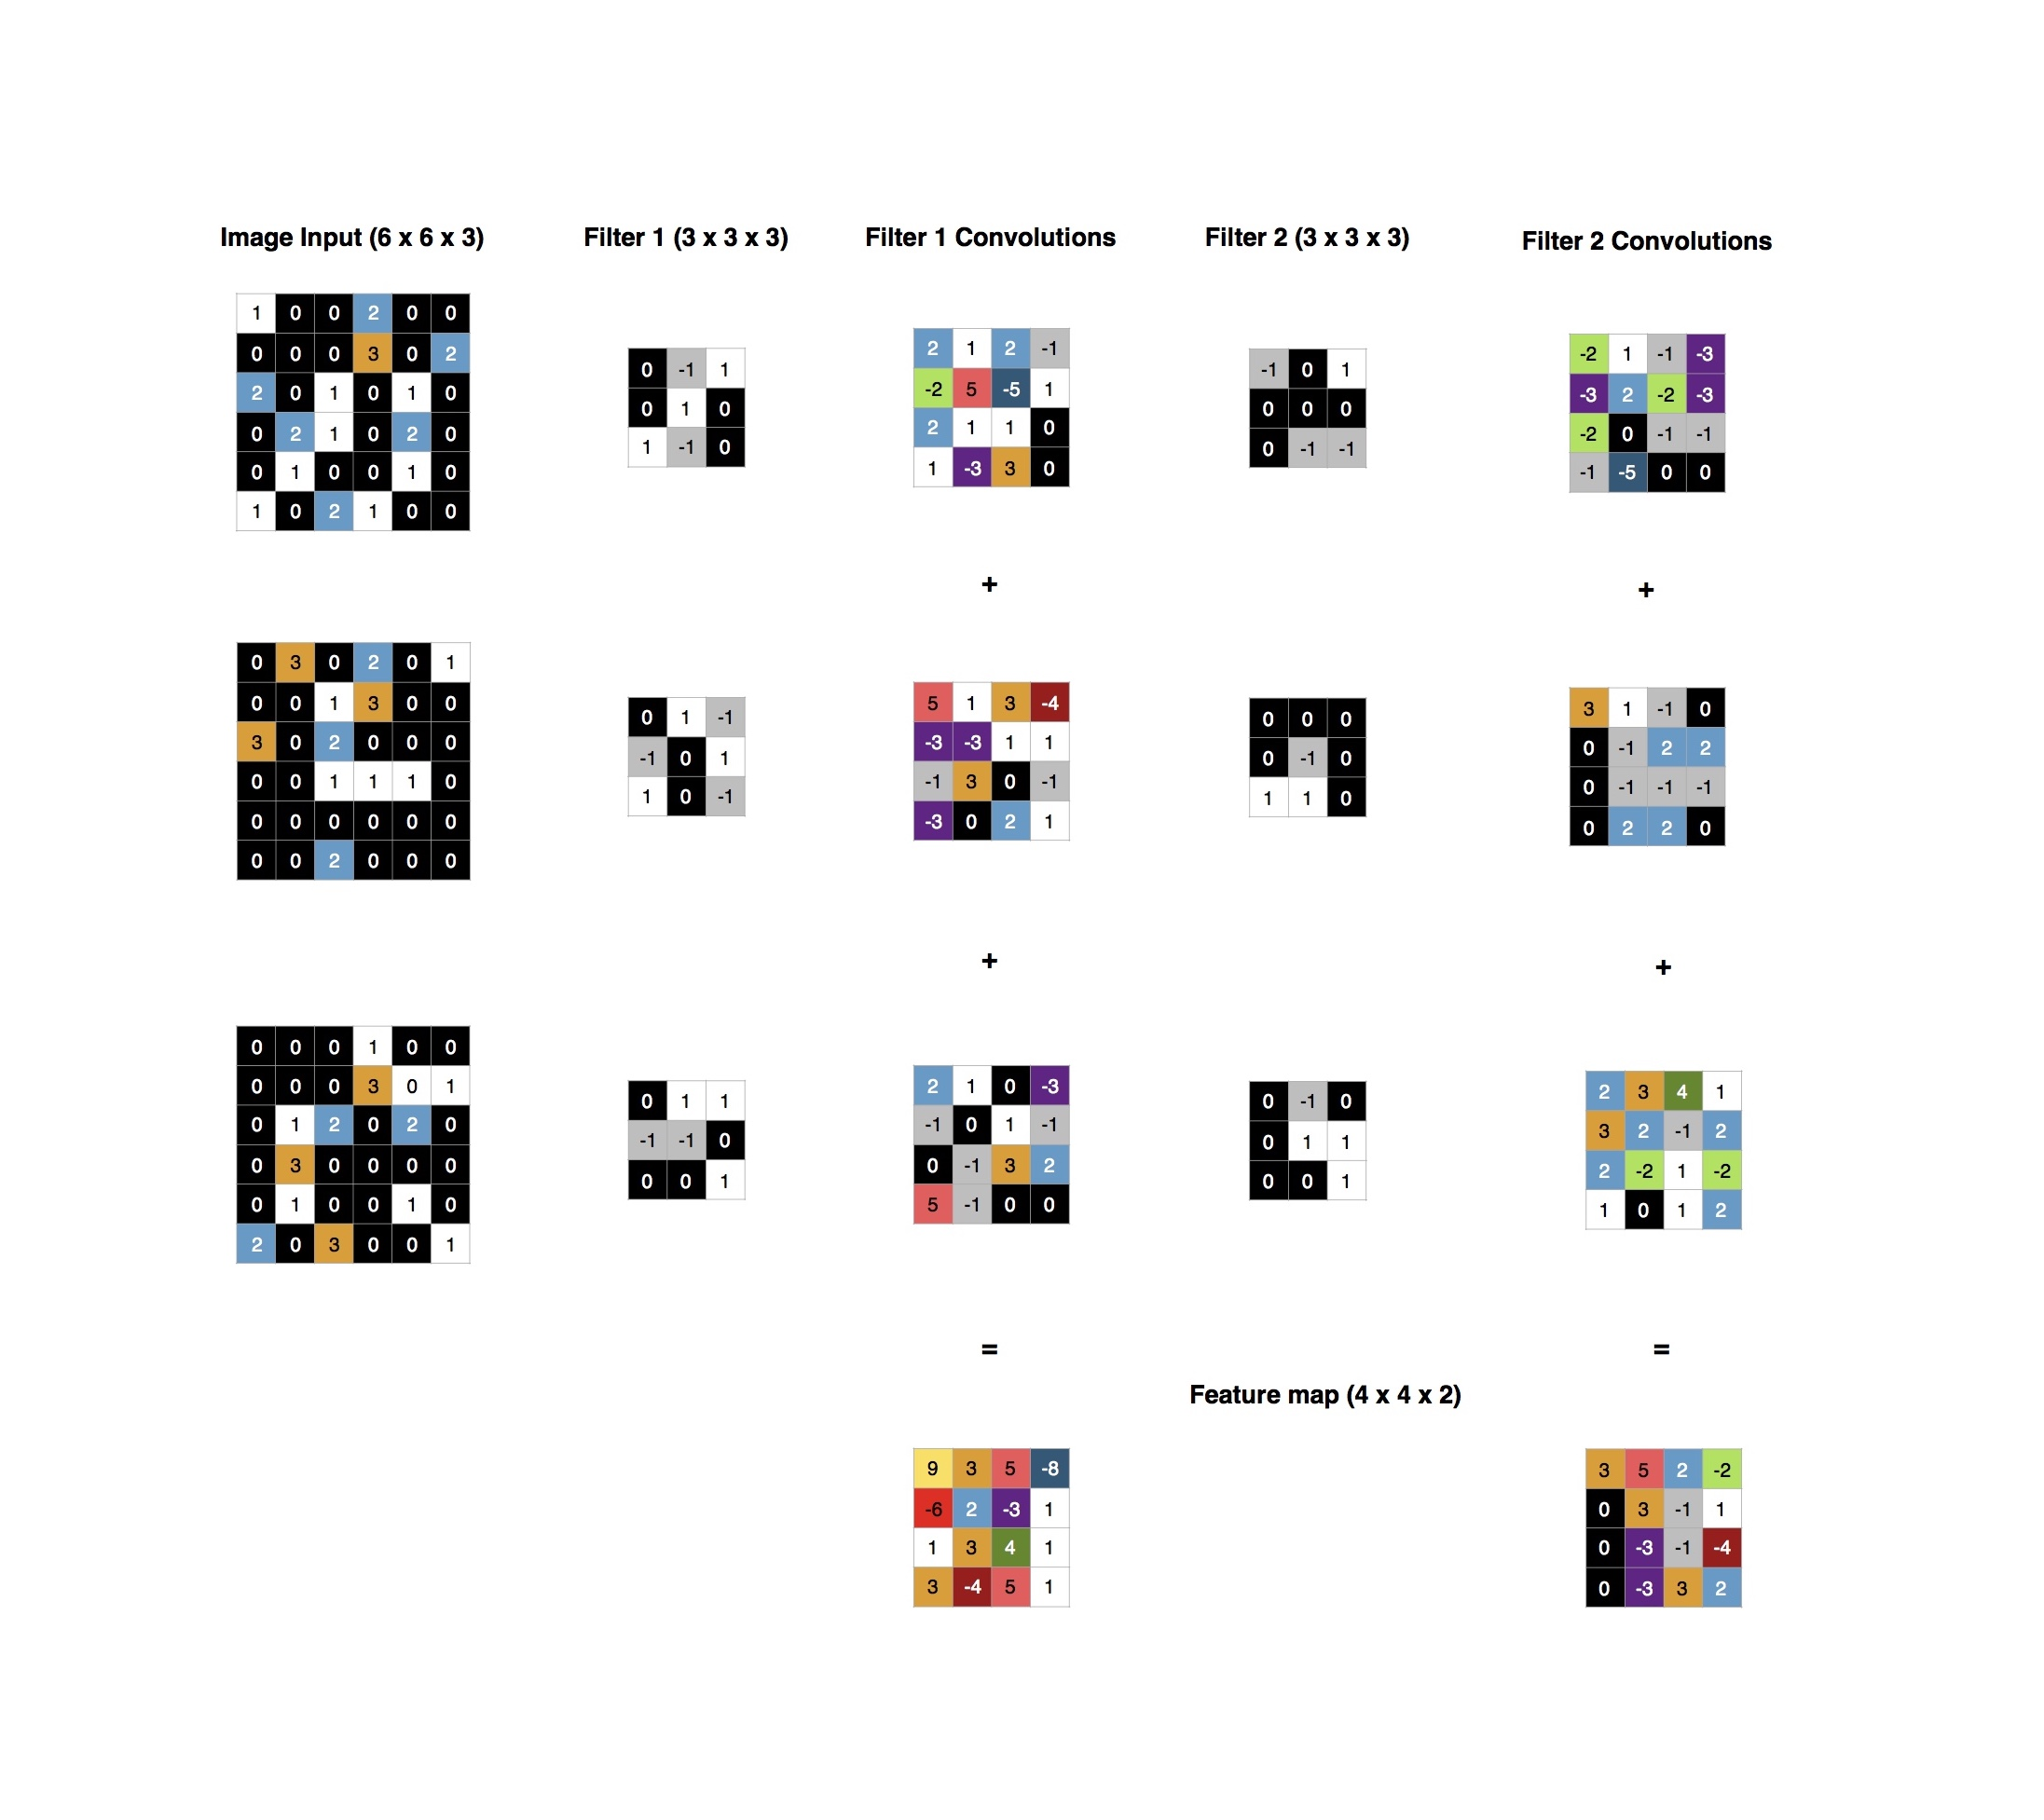 Image Input (6 x 6 x 3)
Filter 1 (3 x 3 x 3)
Filter 1 Convolutions
Filter 2 (3 x 3 x 3)
Filter 2 Convolutions
1 0 0 2 0 0
0 0 0 3 0 2
2 0 1 0 1 0
0 2 1 0 2 0
0 1 0 0 1 0
1 0 2 1 0 0
0 -1 1
0 1 0
1 -1 0
2 1 2 -1
-2 5 -5 1
2 1 1 0
1 -3 3 0
-1 0 1
0 0 0
0 -1 -1
-2 1 -1 -3
-3 2 -2 -3
-2 0 -1 -1
-1 -5 0 0
+
+
0 3 0 2 0 1
0 0 1 3 0 0
3 0 2 0 0 0
0 0 1 1 1 0
0 0 0 0 0 0
0 0 2 0 0 0
0 1 -1
-1 0 1
1 0 -1
5 1 3 -4
-3 -3 1 1
-1 3 0 -1
-3 0 2 1
0 0 0
0 -1 0
1 1 0
3 1 -1 0
0 -1 2 2
0 -1 -1 -1
0 2 2 0
+
+
0 0 0 1 0 0
0 0 0 3 0 1
0 1 2 0 2 0
0 3 0 0 0 0
0 1 0 0 1 0
2 0 3 0 0 1
0 1 1
-1 -1 0
0 0 1
2 1 0 -3
-1 0 1 -1
0 -1 3 2
5 -1 0 0
0 -1 0
0 1 1
0 0 1
2 3 4 1
3 2 -1 2
2 -2 1 -2
1 0 1 2
=
=
Feature map (4 x 4 x 2)
9 3 5 -8
-6 2 -3 1
1 3 4 1
3 -4 5 1
3 5 2 -2
0 3 -1 1
0 -3 -1 -4
0 -3 3 2